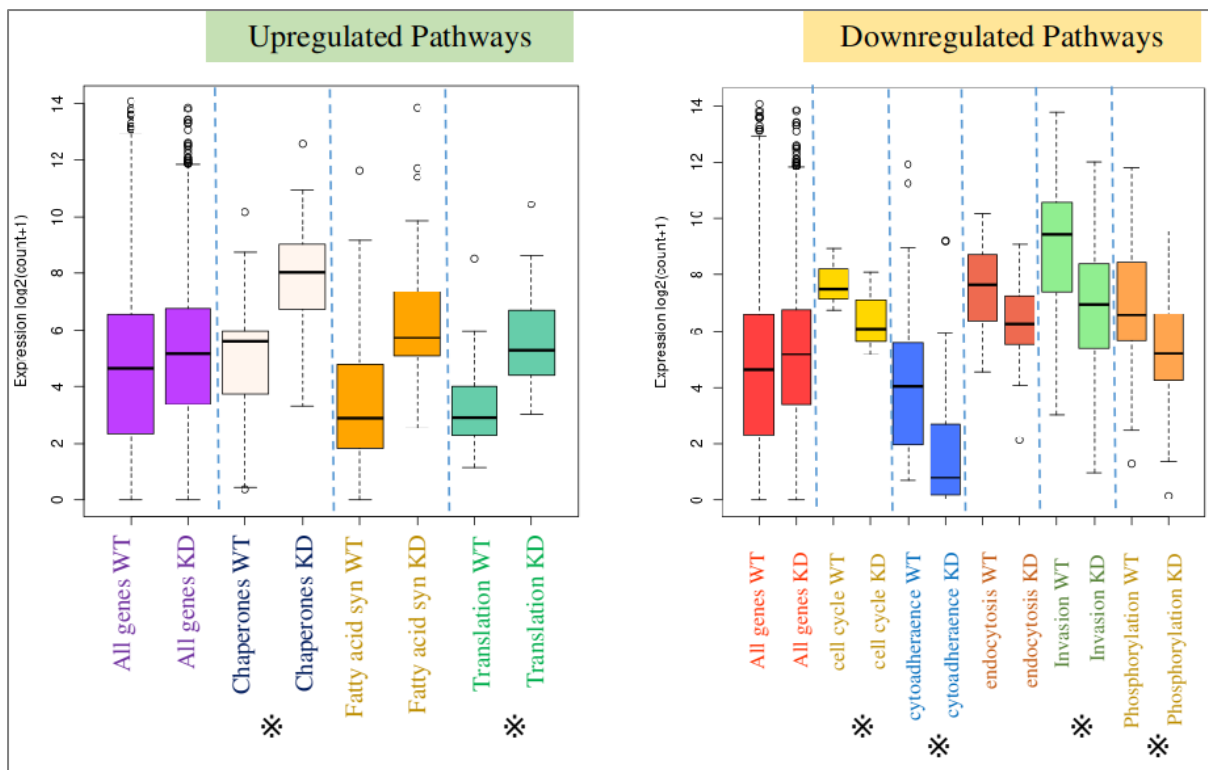 Upregulated Pathways
Downregulated Pathways
Expression log2(count+1)
14
12
10
8
6
4
2
0
All genes WT
All genes KD
Chaperones WT
Chaperones KD
Fatty acid syn WT
Fatty acid syn KD
Translation WT
Translation KD
※
※
Expression log2(count+1)
14
12
10
8
6
4
2
0
All genes WT
All genes KD
cell cycle WT
cell cycle KD
cytoadheraence WT
cytoadheraence KD
endocytosis WT
endocytosis KD
Invasion WT
Invasion KD
Phosphorylation WT
Phosphorylation KD
※
※
※
※